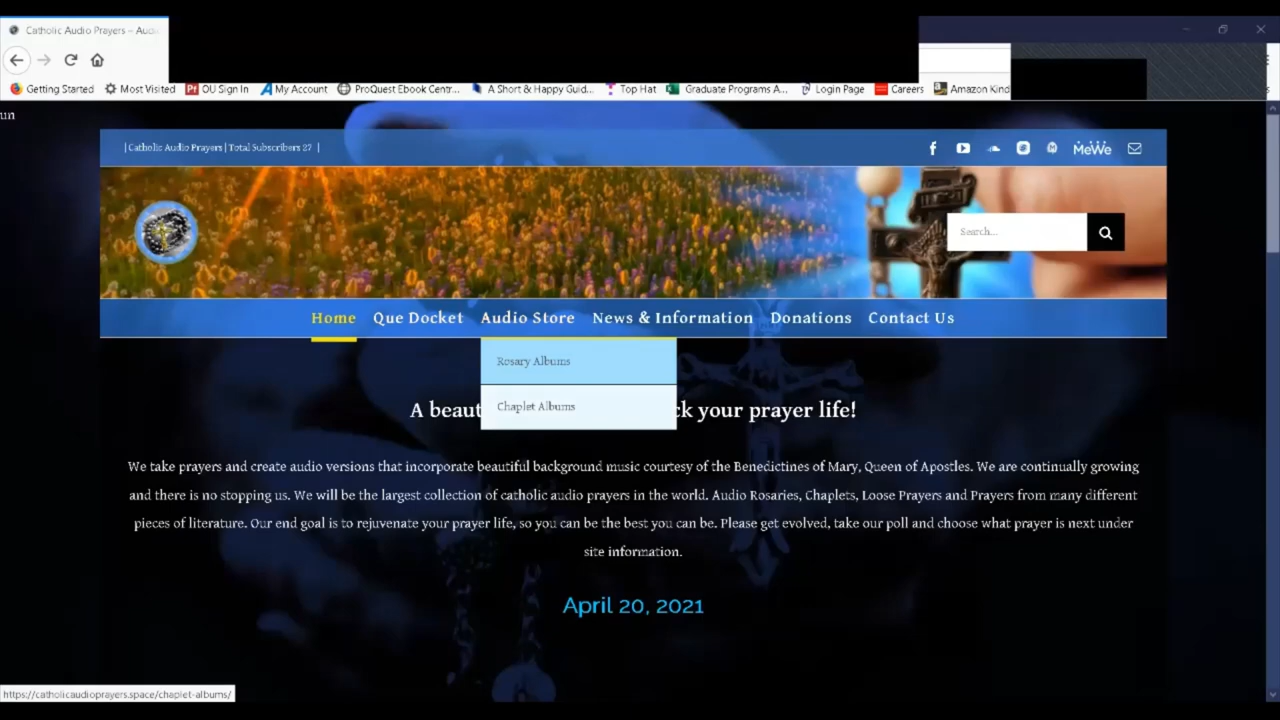 Catholic Audio Prayers – Audi
Getting Started Most Visited OU Sign In My Account ProQuest Ebook Centr... A Short & Happy Guid... Top Hat Graduate Programs A... Login Page Careers Amazon Kind
un
| Catholic Audio Prayers | Total Subscribers 27 |
MeWe
Search...
Home Que Docket Audio Store News & Information Donations Contact Us
Rosary Albums
Chaplet Albums
A beaut ck your prayer life!
We take prayers and create audio versions that incorporate beautiful background music courtesy of the Benedictines of Mary, Queen of Apostles. We are continually growing
and there is no stopping us. We will be the largest collection of catholic audio prayers in the world. Audio Rosaries, Chaplets, Loose Prayers and Prayers from many different
pieces of literature. Our end goal is to rejuvenate your prayer life, so you can be the best you can be. Please get evolved, take our poll and choose what prayer is next under
site information.
April 20, 2021
https://catholicaudioprayers.space/chaplet-albums/